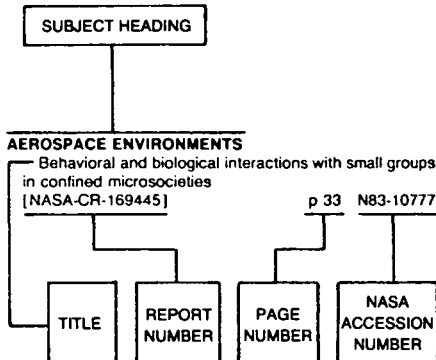 SUBJECT HEADING
AEROSPACE ENVIRONMENTS
Behavioral and biological interactions with small groups
in confined microsocieties
[NASA-CR-169445] p 33 N83-10777
TITLE
REPORT
NUMBER
PAGE
NUMBER
NASA
ACCESSION
NUMBER